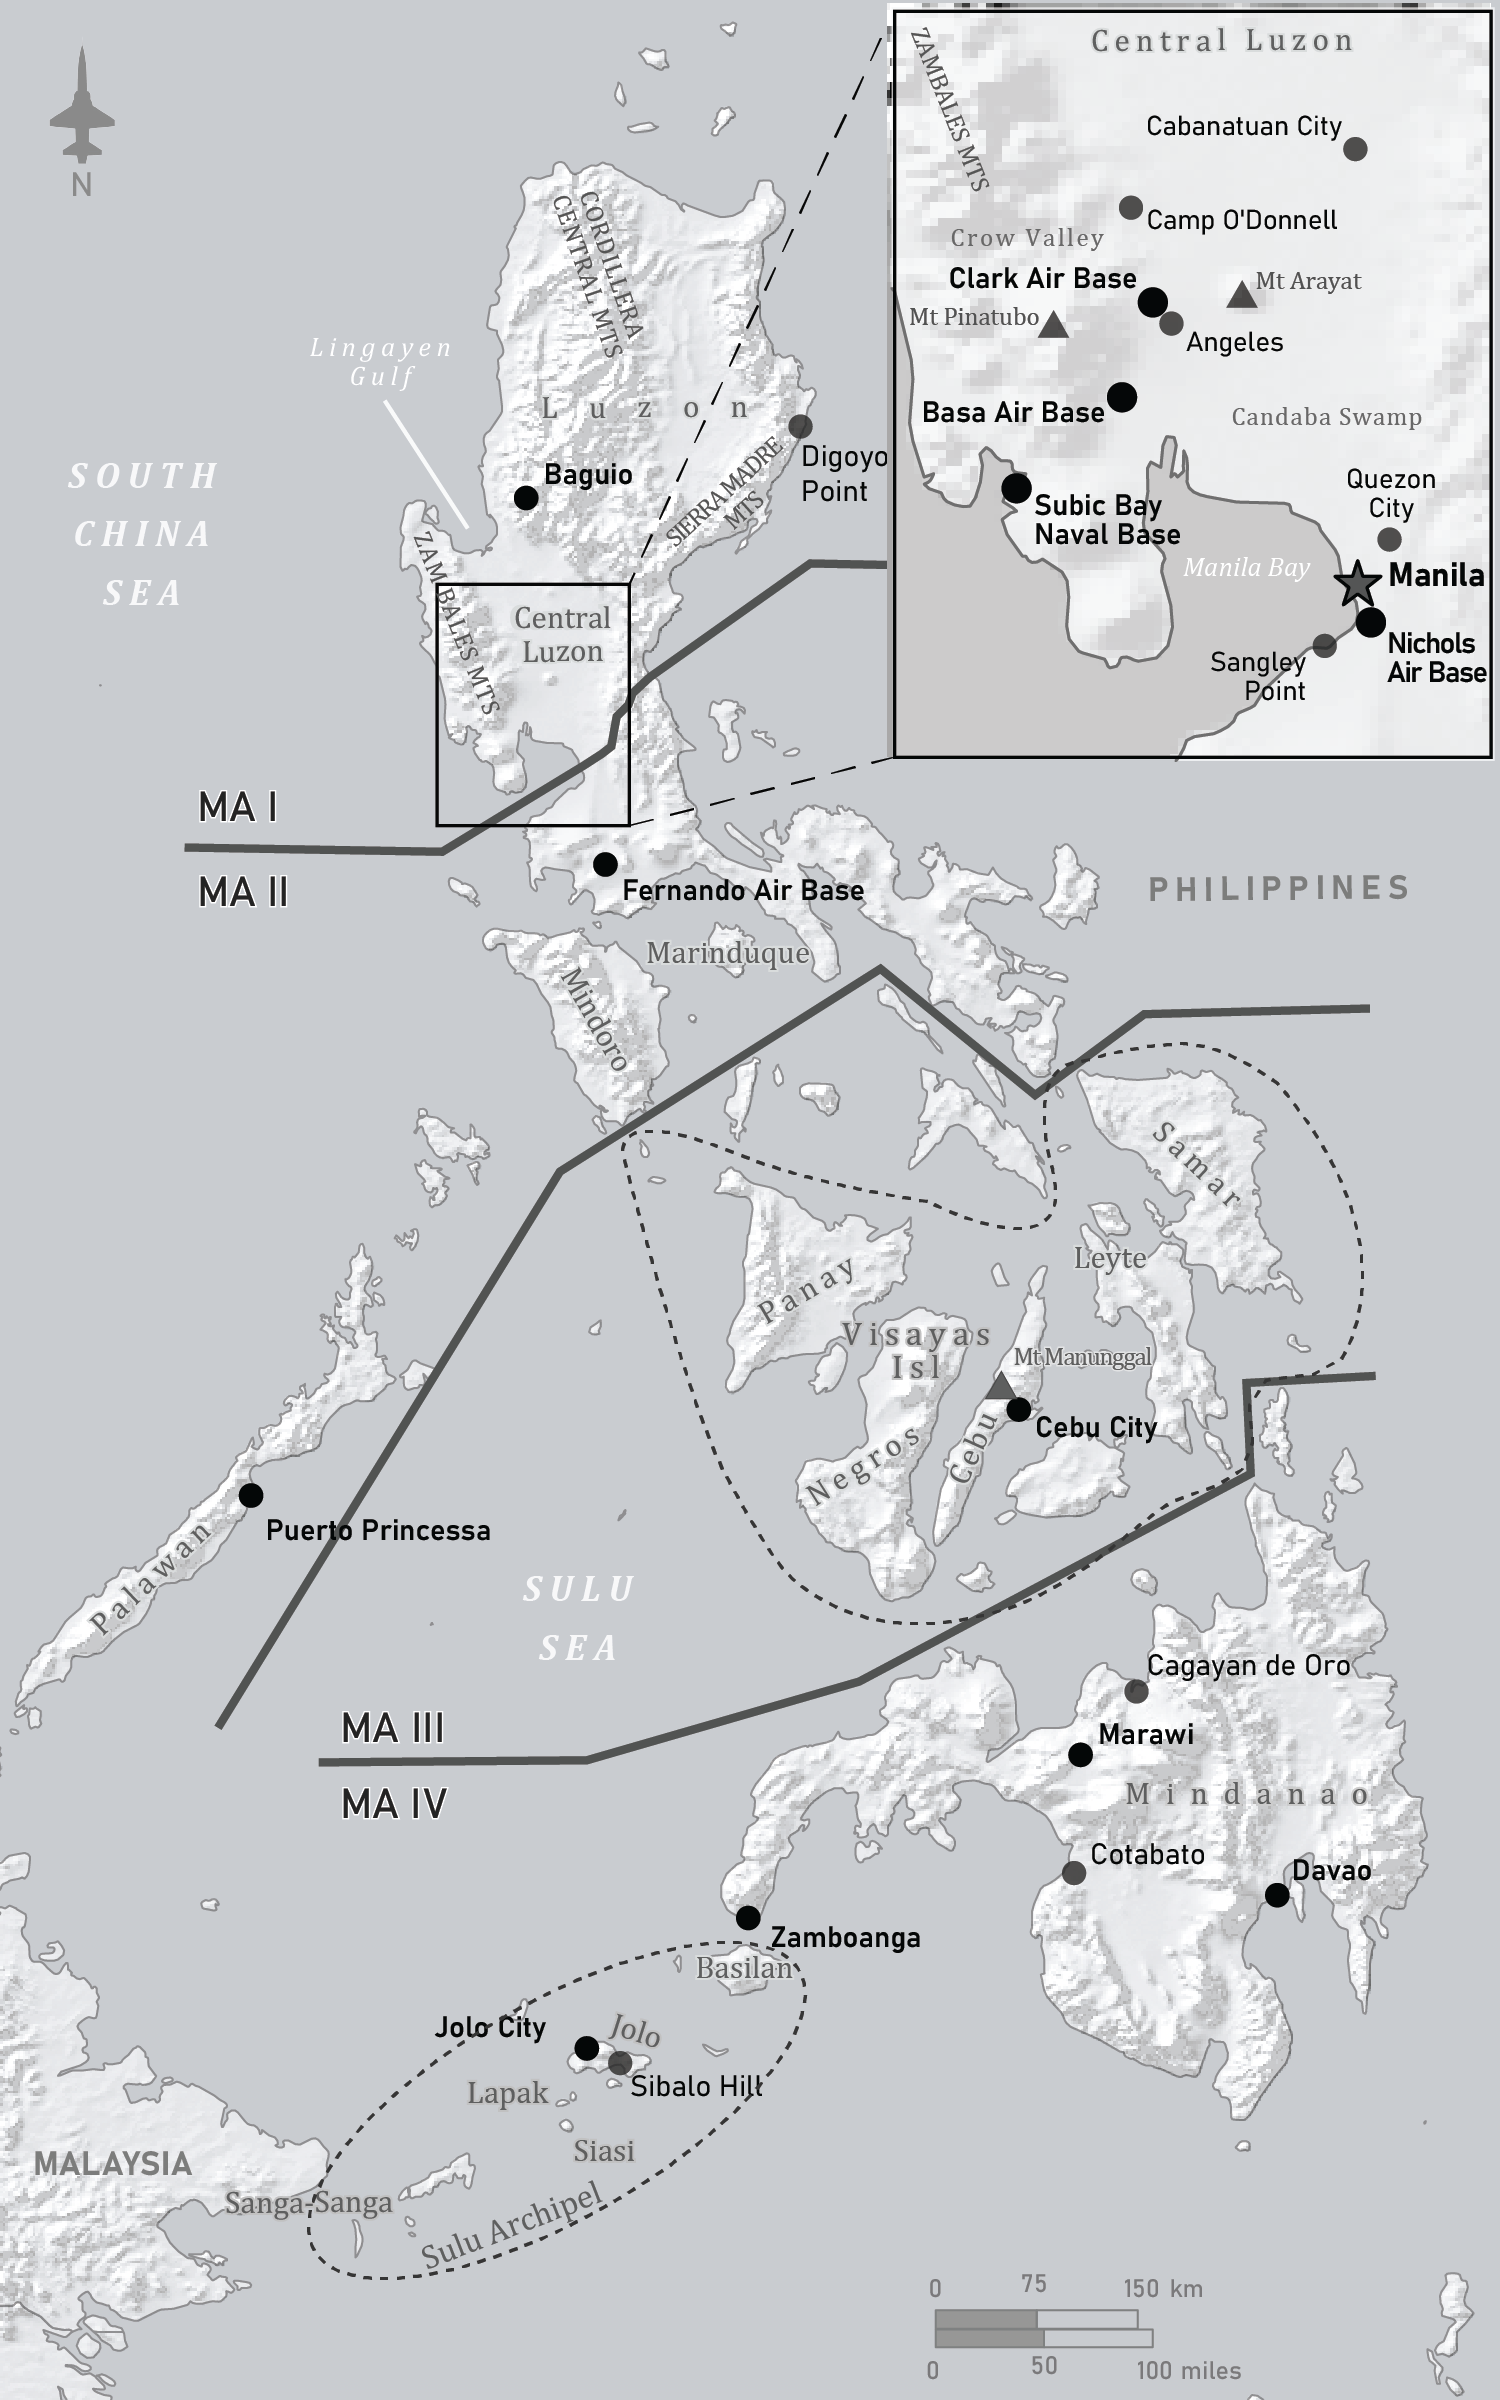 N
Central Luzon
ZAMBALES MTS
Cabanatuan City
Camp O'Donnell
Crow Valley
Clark Air Base
Mt Arayat
Mt Pinatubo
Angeles
Basa Air Base
Candaba Swamp
Quezon
City
Subic Bay
Naval Base
Manila Bay
Manila
Nichols
Air Base
Sangley
Point
CORDILLERA
CENTRAL MTS
Lingayen
Gulf
Luzon
Digoyo
Point
Baguio
SIERRA MADRE
MTS
SOUTH
CHINA
SEA
ZAMBALES MTS
Central
Luzon
MA I
MA II
Fernando Air Base
PHILIPPINES
Marinduque
Mindoro
Samar
Leyte
Panay
Visayas
Isl
Mt Manunggal
Cebu City
Cebu
Negros
Puerto Princessa
Palawan
SULU
SEA
Cagayan de Oro
MA III
Marawi
MA IV
Mindanao
Cotabato
Davao
Zamboanga
Basilan
Jolo City
Jolo
Sibalo Hill
Lapak
Siasi
MALAYSIA
Sanga-Sanga
Sulu Archipel
0 75 150 km
0 50 100 miles